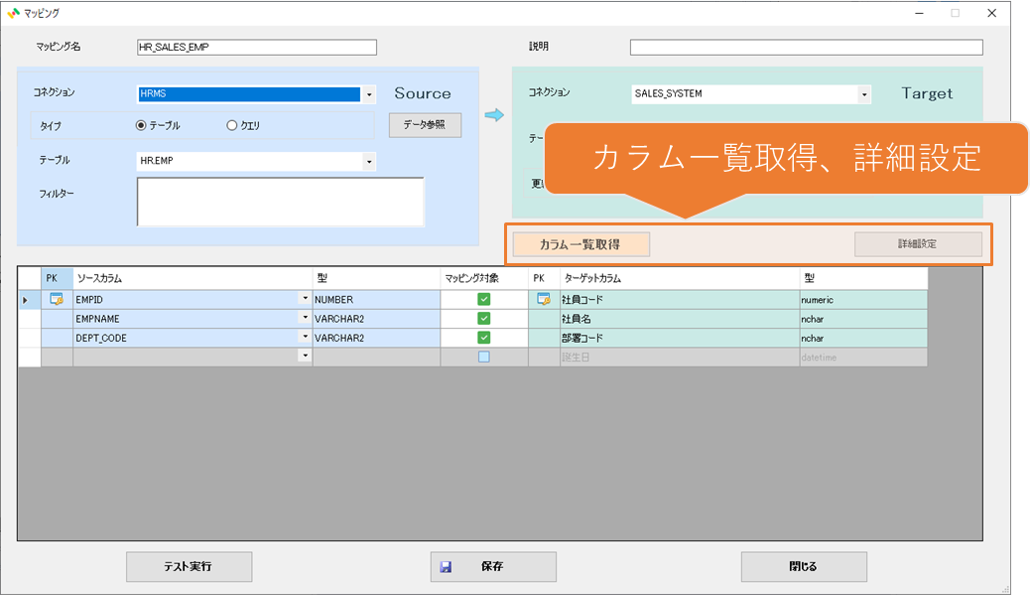 マッピング
マッピング名 HR_SALES_EMP 説明
コネクション HRMS Source コネクション SALES_SYSTEM Target
タイプ テーブル クエリ データ参照
テーブル HR.EMP
フィルター
カラム一覧取得、詳細設定
カラム一覧取得 詳細設定
PK ソースカラム 型 マッピング対象 PK ターゲットカラム 型
EMPID NUMBER 社員コード numeric
EMPNAME VARCHAR2 社員名 nchar
DEPT_CODE VARCHAR2 部署コード nchar
誕生日 datetime
テスト実行 保存 閉じる